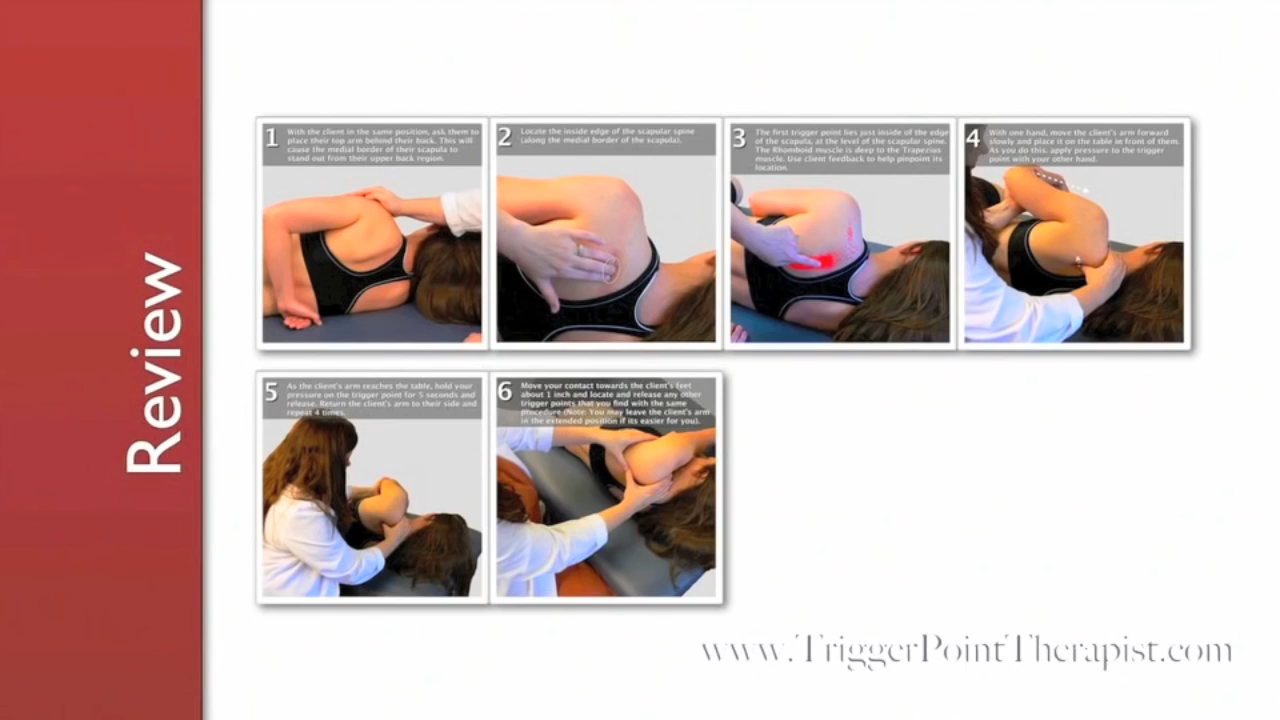 Review
1
With the client in the same position, ask them to
place their top arm behind their back. This will
cause the medial border of their scapula to
stand out from their upper back region.
2
Locate the inside edge of the scapular spine
(along the medial border of the scapula).
3
The first trigger point lies just inside of the edge
of the scapula, at the level of the scapular spine.
The Rhomboid muscle is deep to the Trapezius
muscle. Use client feedback to help pinpoint its
location.
4
With one hand, move the client's arm forward
slowly and place it on the table in front of them.
As you do this, apply pressure to the trigger
point with your other hand.
5
As the client's arm reaches the table, hold your
pressure on the trigger point for 5 seconds and
release. Return the client's arm to their side and
repeat 4 times.
6
Move your contact towards the client's feet
about 1 inch and locate and release any other
trigger points that you find with the same
procedure (Note: You may leave the client's arm
in the extended position if its easier for you).
www.TriggerPointTherapist.com